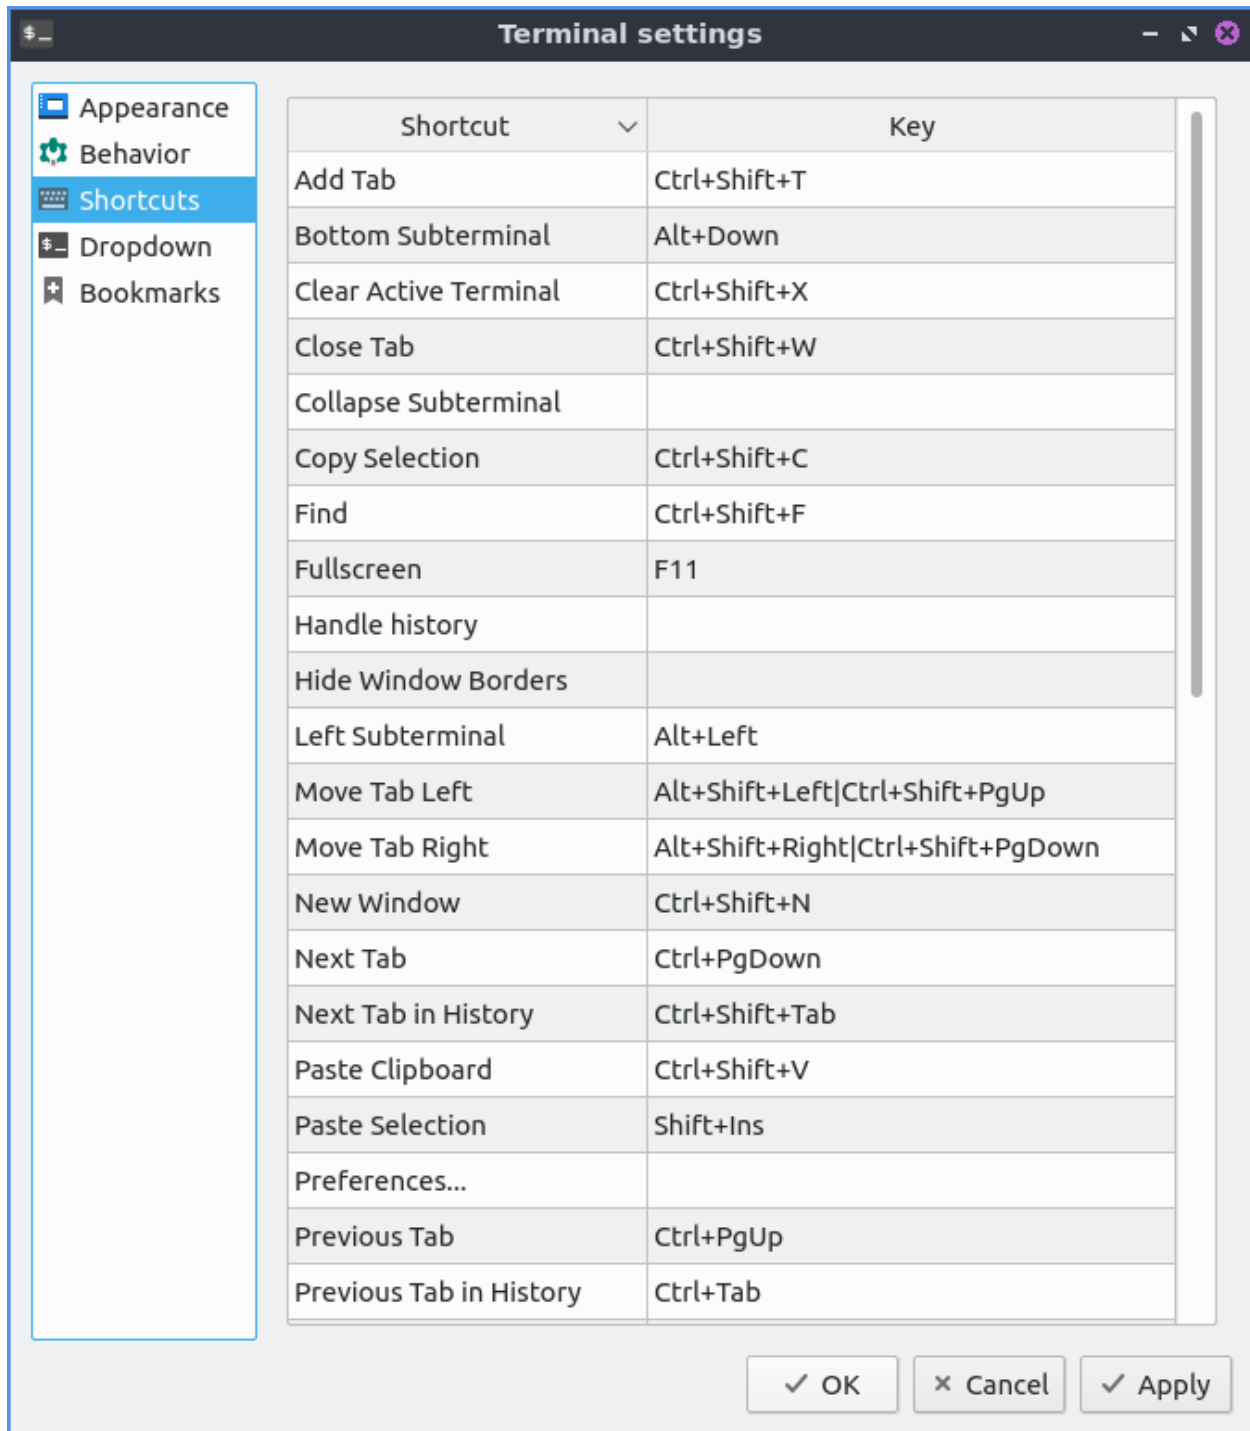 Terminal settings
Appearance
Behavior
Shortcuts
Dropdown
Bookmarks
Shortcut Key
Add Tab Ctrl+Shift+T
Bottom Subterminal Alt+Down
Clear Active Terminal Ctrl+Shift+X
Close Tab Ctrl+Shift+W
Collapse Subterminal
Copy Selection Ctrl+Shift+C
Find Ctrl+Shift+F
Fullscreen F11
Handle history
Hide Window Borders
Left Subterminal Alt+Left
Move Tab Left Alt+Shift+Left|Ctrl+Shift+PgUp
Move Tab Right Alt+Shift+Right|Ctrl+Shift+PgDown
New Window Ctrl+Shift+N
Next Tab Ctrl+PgDown
Next Tab in History Ctrl+Shift+Tab
Paste Clipboard Ctrl+Shift+V
Paste Selection Shift+Ins
Preferences...
Previous Tab Ctrl+PgUp
Previous Tab in History Ctrl+Tab
OK Cancel Apply